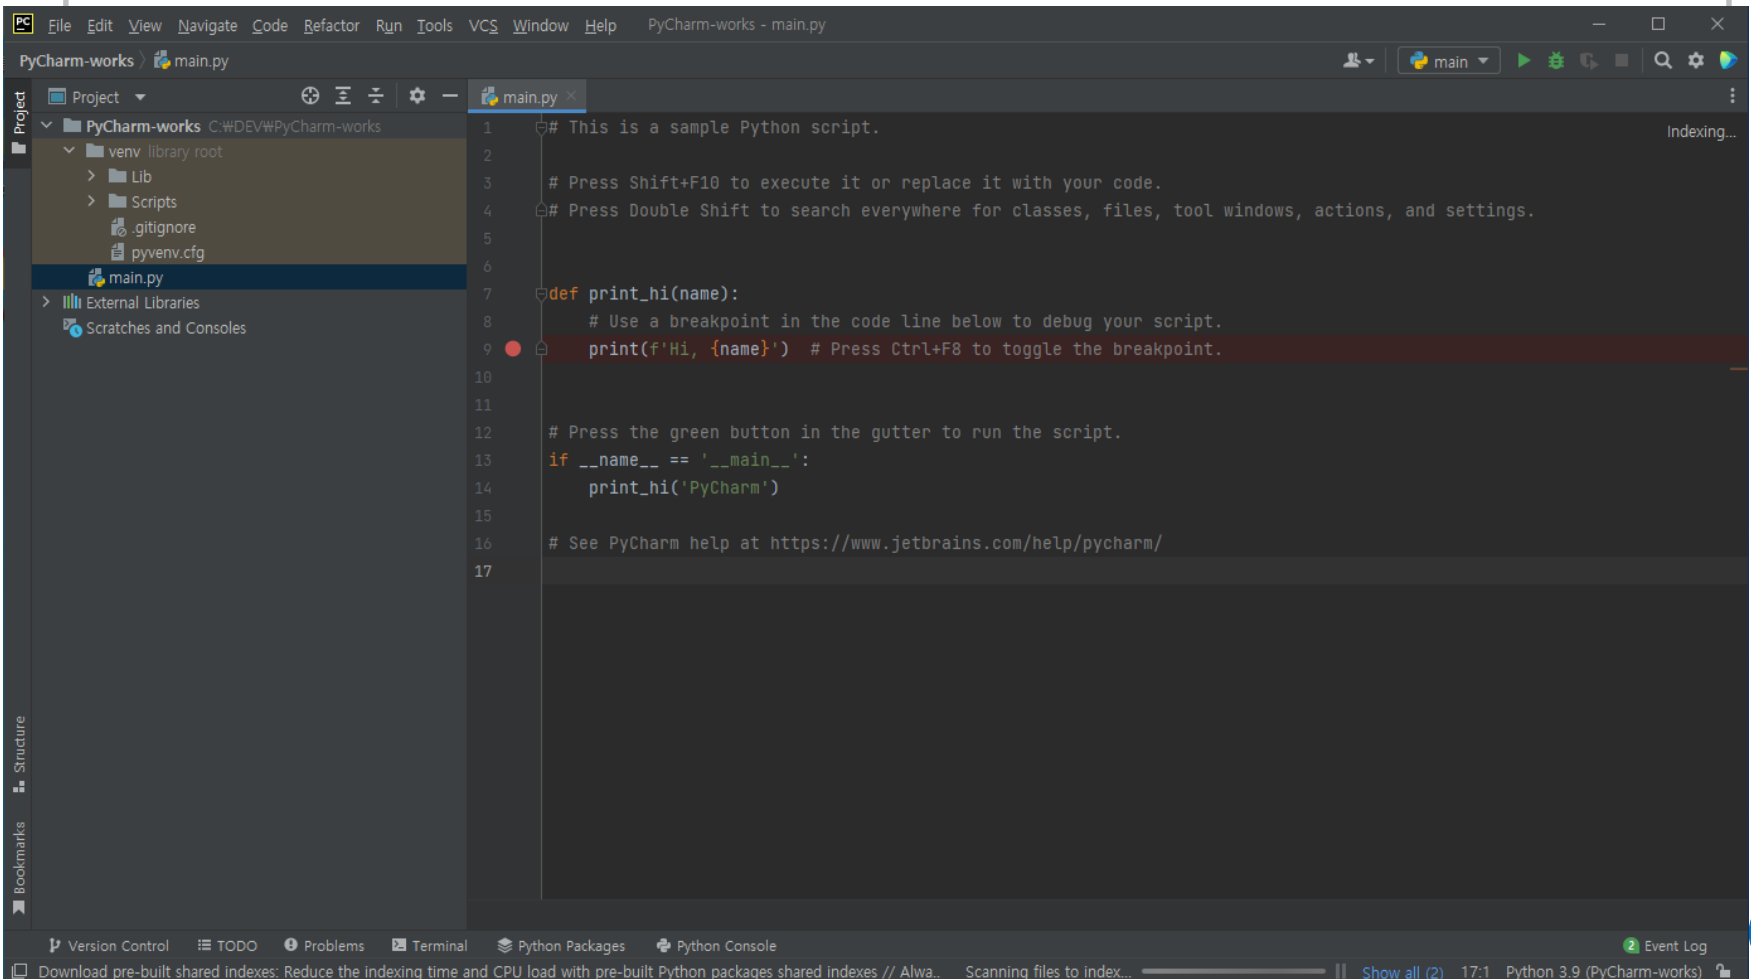 PC File Edit View Navigate Code Refactor Run Tools VCS Window Help PyCharm-works - main.py
PyCharm-works main.py main
Project
Project
main.py
PyCharm-works C:₩DEV₩PyCharm-works
venv library root
Lib
Scripts
.gitignore
pyvenv.cfg
main.py
External Libraries
Scratches and Consoles
Indexing...
1 # This is a sample Python script.
2
3 # Press Shift+F10 to execute it or replace it with your code.
4 # Press Double Shift to search everywhere for classes, files, tool windows, actions, and settings.
5
6
7 def print_hi(name):
8 # Use a breakpoint in the code line below to debug your script.
9 print(f'Hi, {name}') # Press Ctrl+F8 to toggle the breakpoint.
10
11
12 # Press the green button in the gutter to run the script.
13 if __name__ == '__main__':
14 print_hi('PyCharm')
15
16 # See PyCharm help at https://www.jetbrains.com/help/pycharm/
17
Structure
Bookmarks
Version Control TODO Problems Terminal Python Packages Python Console 2 Event Log
Download pre-built shared indexes: Reduce the indexing time and CPU load with pre-built Python packages shared indexes // Alwa... Scanning files to index... Show all (2) 17:1 Python 3.9 (PyCharm-works)